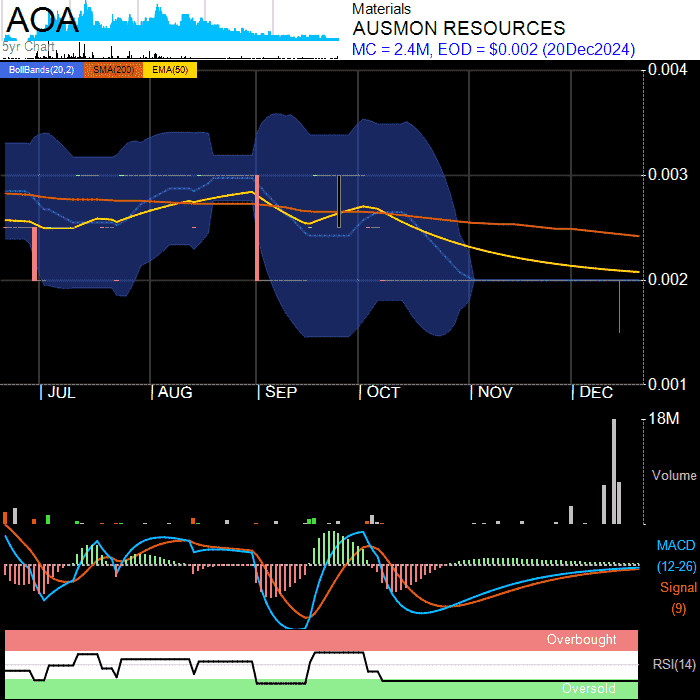 AOA
5yr Chart
Materials
AUSMON RESOURCES
MC = 2.4M, EOD = $0.002 (20Dec2024)
BollBands(20,2) SMA(200) EMA(50)
0.004
0.003
0.002
0.001
JUL AUG SEP OCT NOV DEC
18M
Volume
MACD
(12-26)
Signal
(9)
Overbought
RSI(14)
Oversold